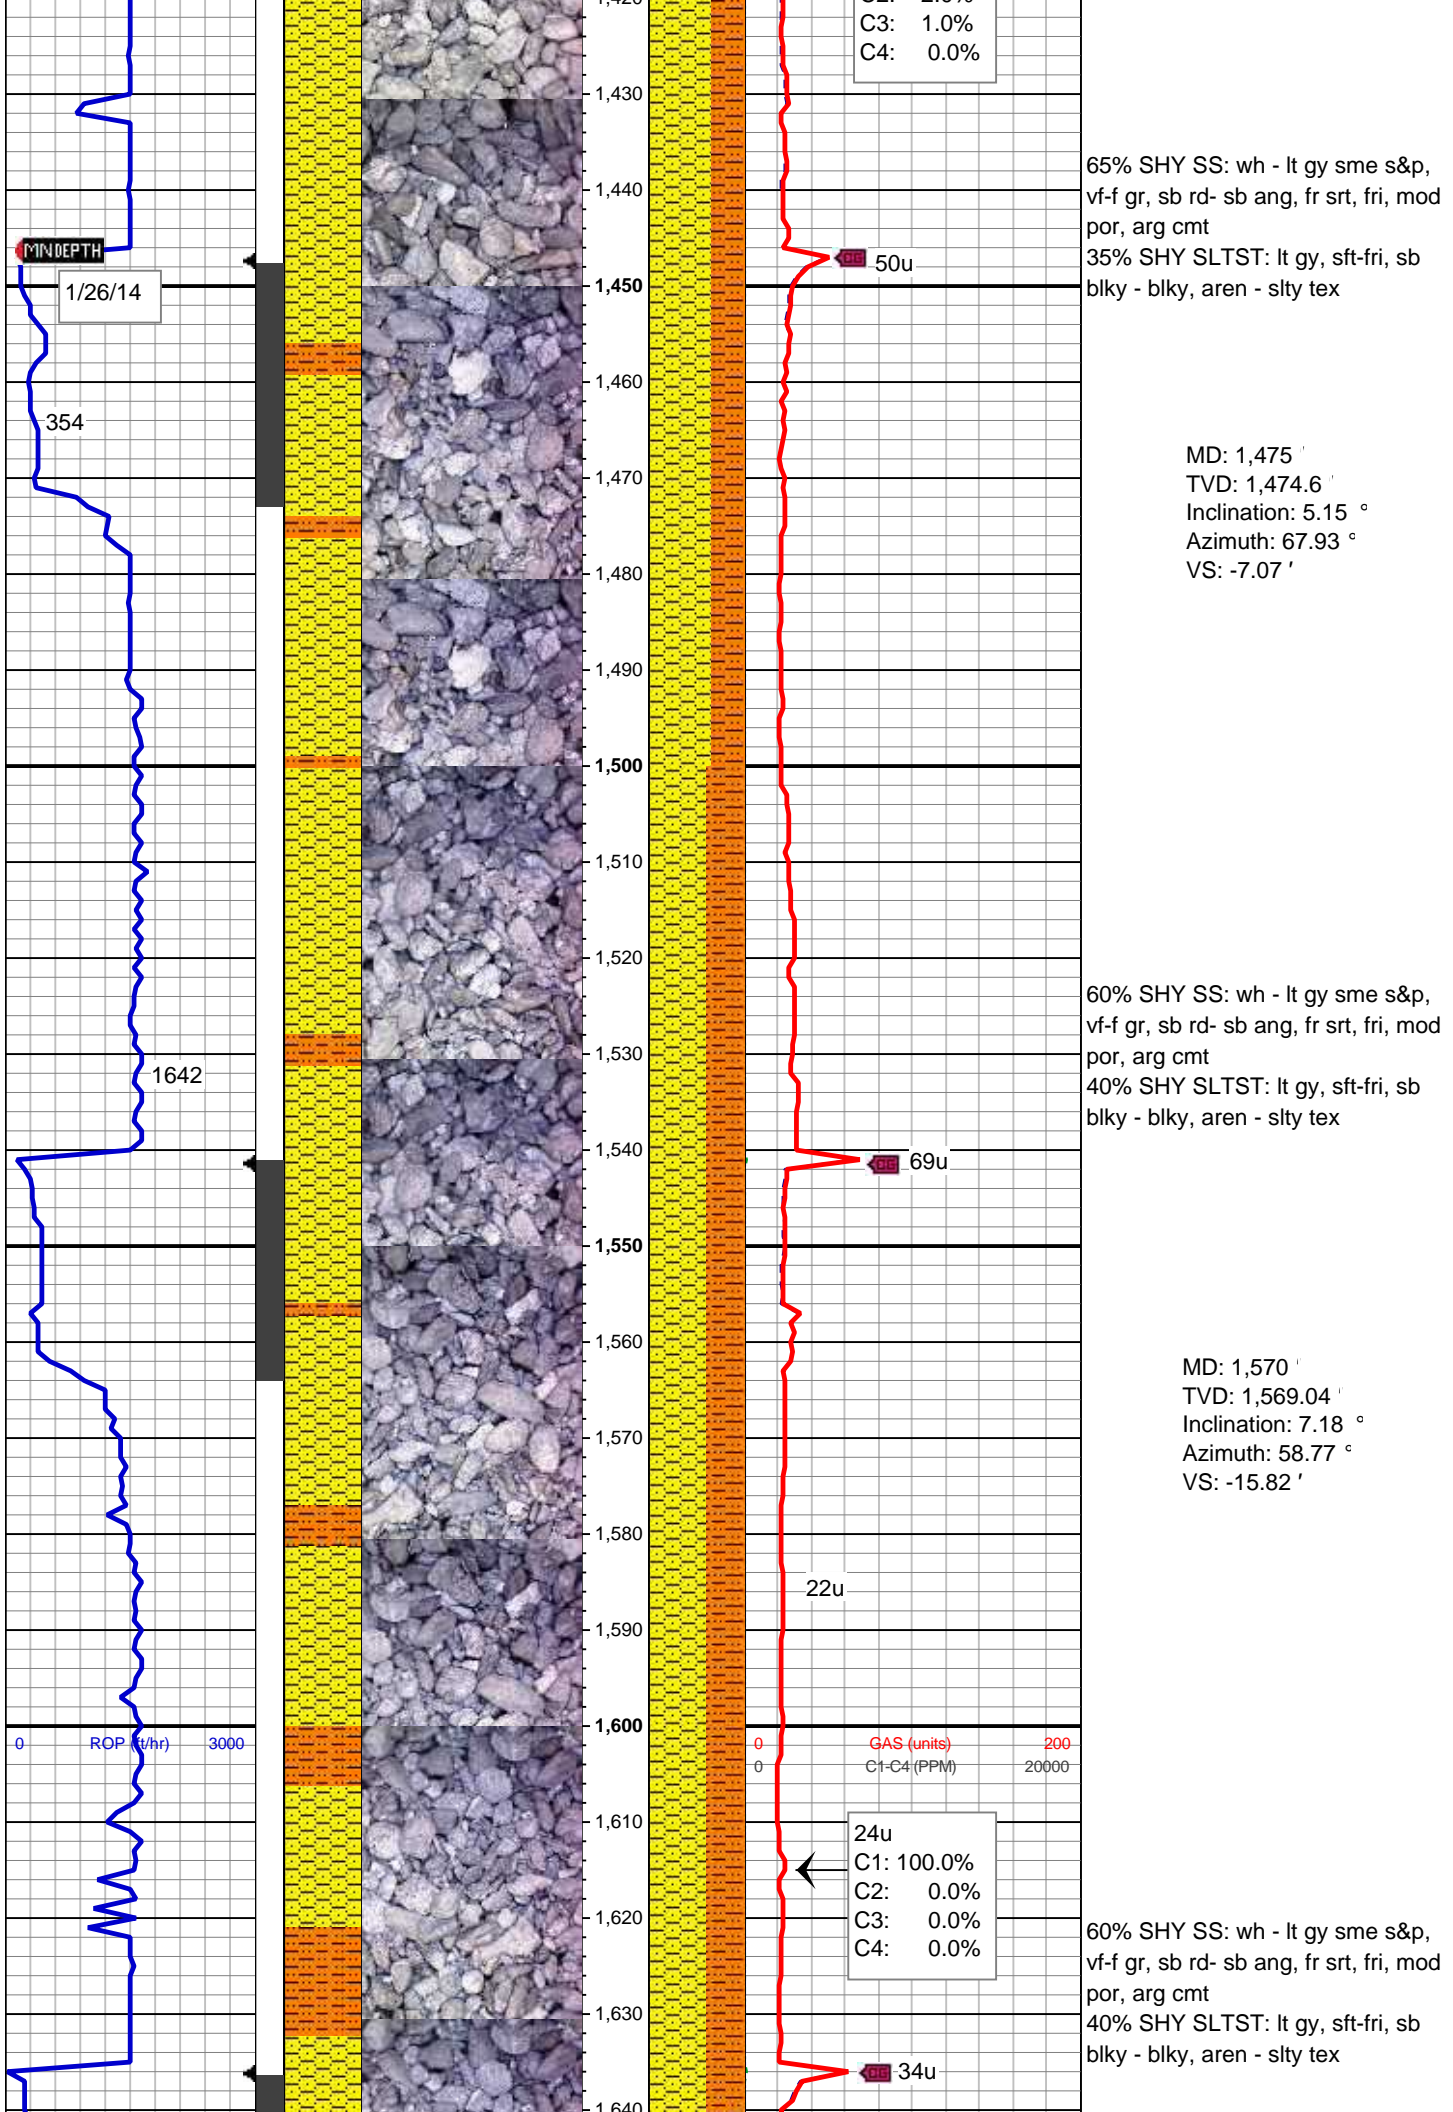 C3: 1.0%
C4: 0.0%
1,430
65% SHY SS: wh - lt gy sme s&p,
vf-f gr, sb rd- sb ang, fr srt, fri, mod
por, arg cmt
35% SHY SLTST: lt gy, sft-fri, sb
blky - blky, aren - slty tex
1,440
MNDEPTH
CG 50u
1/26/14
1,450
1,460
354
1,470
MD: 1,475 '
TVD: 1,474.6 '
Inclination: 5.15 °
Azimuth: 67.93 °
VS: -7.07 '
1,480
1,490
1,500
1,510
1,520
60% SHY SS: wh - lt gy sme s&p,
vf-f gr, sb rd- sb ang, fr srt, fri, mod
por, arg cmt
40% SHY SLTST: lt gy, sft-fri, sb
blky - blky, aren - slty tex
1,530
1642
1,540
CG 69u
1,550
1,560
MD: 1,570 '
TVD: 1,569.04 '
Inclination: 7.18 °
Azimuth: 58.77 °
VS: -15.82 '
1,570
1,580
22u
1,590
1,600
0 ROP (ft/hr) 3000
0 GAS (units) 200
0 C1-C4 (PPM) 20000
1,610
24u
C1: 100.0%
C2: 0.0%
C3: 0.0%
C4: 0.0%
1,620
60% SHY SS: wh - lt gy sme s&p,
vf-f gr, sb rd- sb ang, fr srt, fri, mod
por, arg cmt
40% SHY SLTST: lt gy, sft-fri, sb
blky - blky, aren - slty tex
1,630
CG 34u
1,640